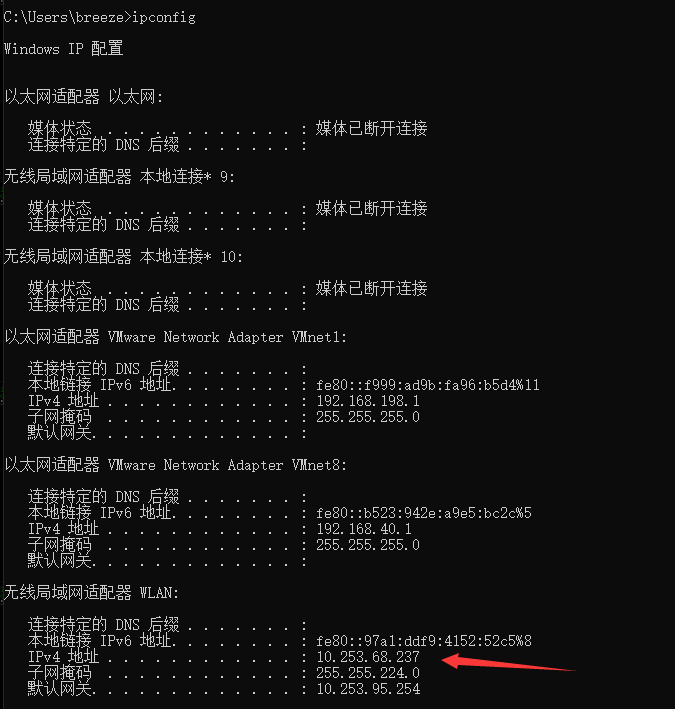 C:\Users\breeze>ipconfig
Windows IP 配置
以太网适配器 以太网:
媒体状态 . . . . . . . . . . . . : 媒体已断开连接
连接特定的 DNS 后缀 . . . . . . . :
无线局域网适配器 本地连接* 9:
媒体状态 . . . . . . . . . . . . : 媒体已断开连接
连接特定的 DNS 后缀 . . . . . . . :
无线局域网适配器 本地连接* 10:
媒体状态 . . . . . . . . . . . . : 媒体已断开连接
连接特定的 DNS 后缀 . . . . . . . :
以太网适配器 VMware Network Adapter VMnet1:
连接特定的 DNS 后缀 . . . . . . . :
本地链接 IPv6 地址. . . . . . . . : fe80::f999:ad9b:fa96:b5d4%11
IPv4 地址 . . . . . . . . . . . . : 192.168.198.1
子网掩码 . . . . . . . . . . . . : 255.255.255.0
默认网关. . . . . . . . . . . . . :
以太网适配器 VMware Network Adapter VMnet8:
连接特定的 DNS 后缀 . . . . . . . :
本地链接 IPv6 地址. . . . . . . . : fe80::b523:942e:a9e5:bc2c%5
IPv4 地址 . . . . . . . . . . . . : 192.168.40.1
子网掩码 . . . . . . . . . . . . : 255.255.255.0
默认网关. . . . . . . . . . . . . :
无线局域网适配器 WLAN:
连接特定的 DNS 后缀 . . . . . . . :
本地链接 IPv6 地址. . . . . . . . : fe80::97a1:ddf9:4152:52c5%8
IPv4 地址 . . . . . . . . . . . . : 10.253.68.237
子网掩码 . . . . . . . . . . . . : 255.255.224.0
默认网关. . . . . . . . . . . . . : 10.253.95.254